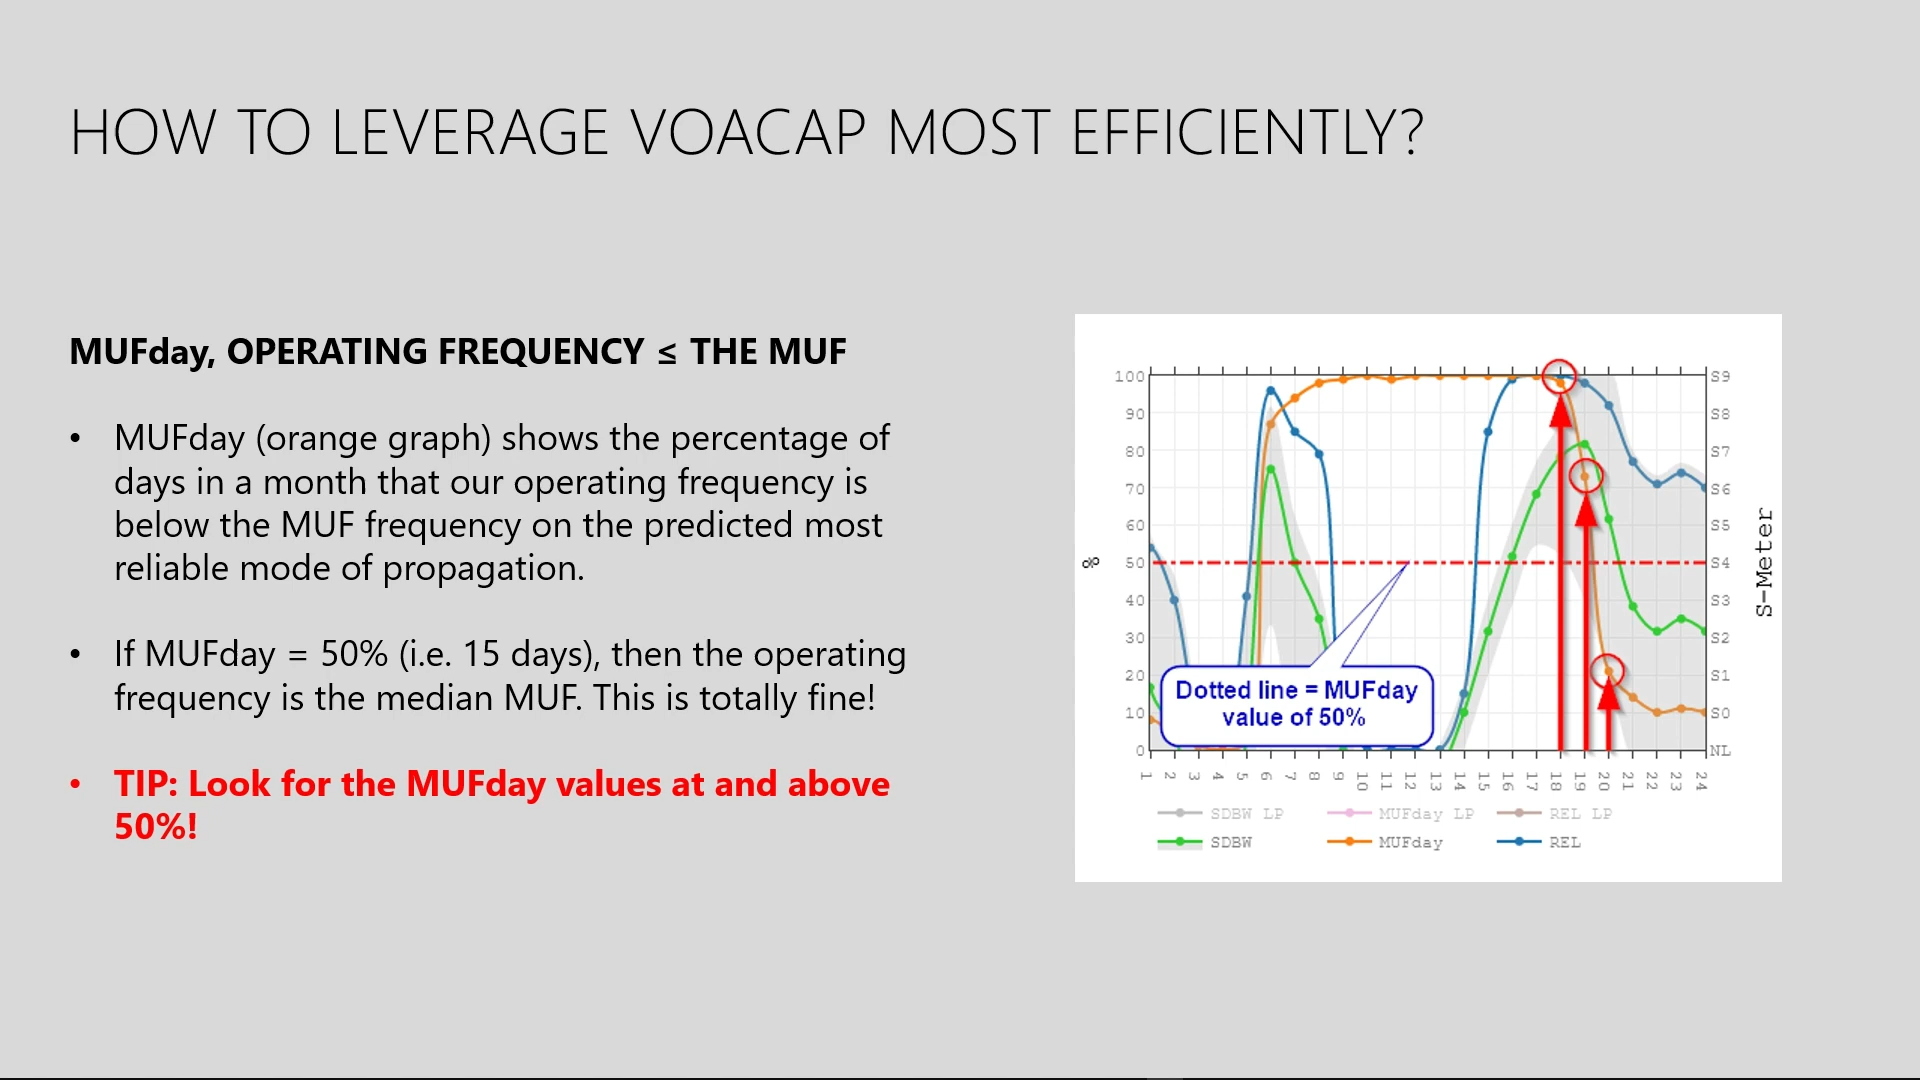 HOW TO LEVERAGE VOACAP MOST EFFICIENTLY?
MUFday, OPERATING FREQUENCY ≤ THE MUF
• MUFday (orange graph) shows the percentage of
days in a month that our operating frequency is
below the MUF frequency on the predicted most
reliable mode of propagation.
• If MUFday = 50% (i.e. 15 days), then the operating
frequency is the median MUF. This is totally fine!
• TIP: Look for the MUFday values at and above
50%!
100 S9
90 S8
80 S7
70 S6
60 S5
% 50 S4
40 S3
30 S2
20 S1
10 S0
0 NL
S-Meter
Dotted line = MUFday
value of 50%
1 2 3 4 5 6 7 8 9 10 11 12 13 14 15 16 17 18 19 20 21 22 23 24
SDBW LP MUFday LP REL LP
SDBW MUFday REL